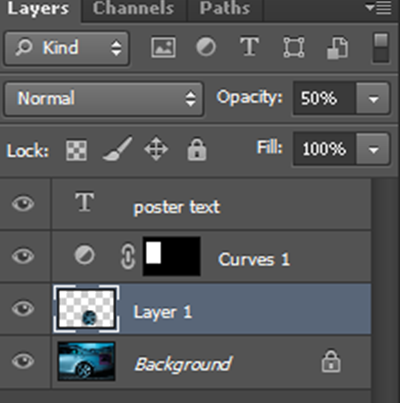 Layers Channels Paths
Kind T
Normal Opacity: 50%
Lock: Fill: 100%
T poster text
Curves 1
Layer 1
Background